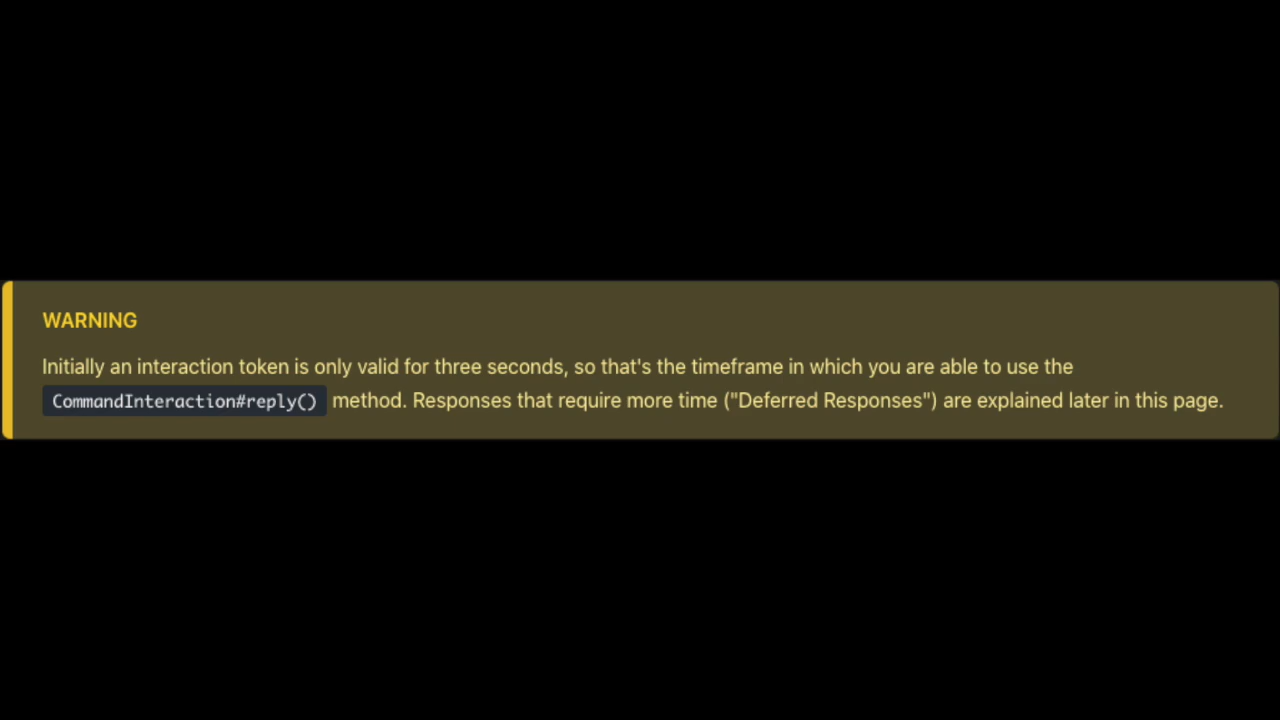 WARNING
Initially an interaction token is only valid for three seconds, so that's the timeframe in which you are able to use the
CommandInteraction#reply() method. Responses that require more time ("Deferred Responses") are explained later in this page.